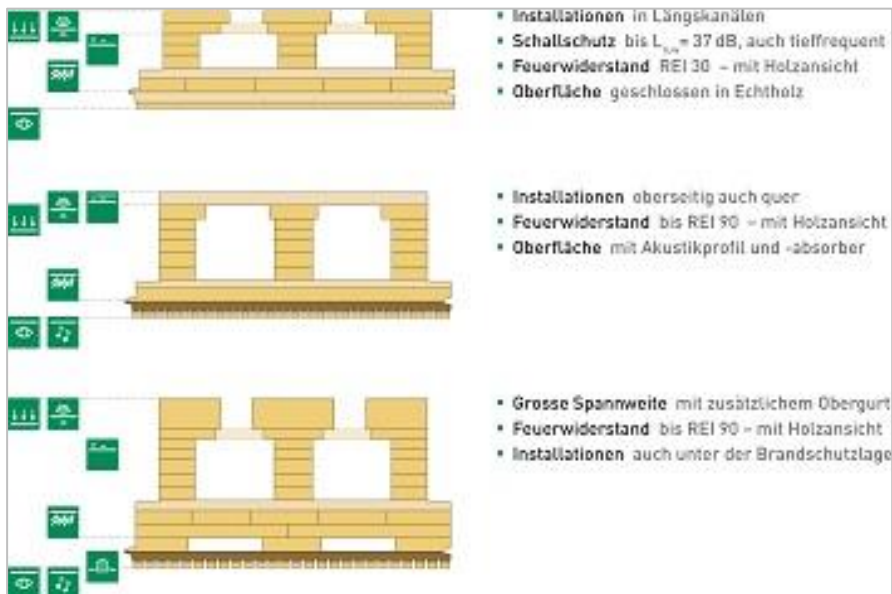 Installationen in Längskanälen
Schallschutz bis L = 37 dB, auch tieffrequent
Feuerwiderstand REI 30 – mit Holzansicht
Oberfläche geschlossen in Echtholz
Installationen oberseitig auch quer
Feuerwiderstand bis REI 90 – mit Holzansicht
Oberfläche mit Akustikprofil und -absorber
Grosse Spannweite mit zusätzlichem Obergurt
Feuerwiderstand bis REI 90 – mit Holzansicht
Installationen auch unter der Brandschutzlage